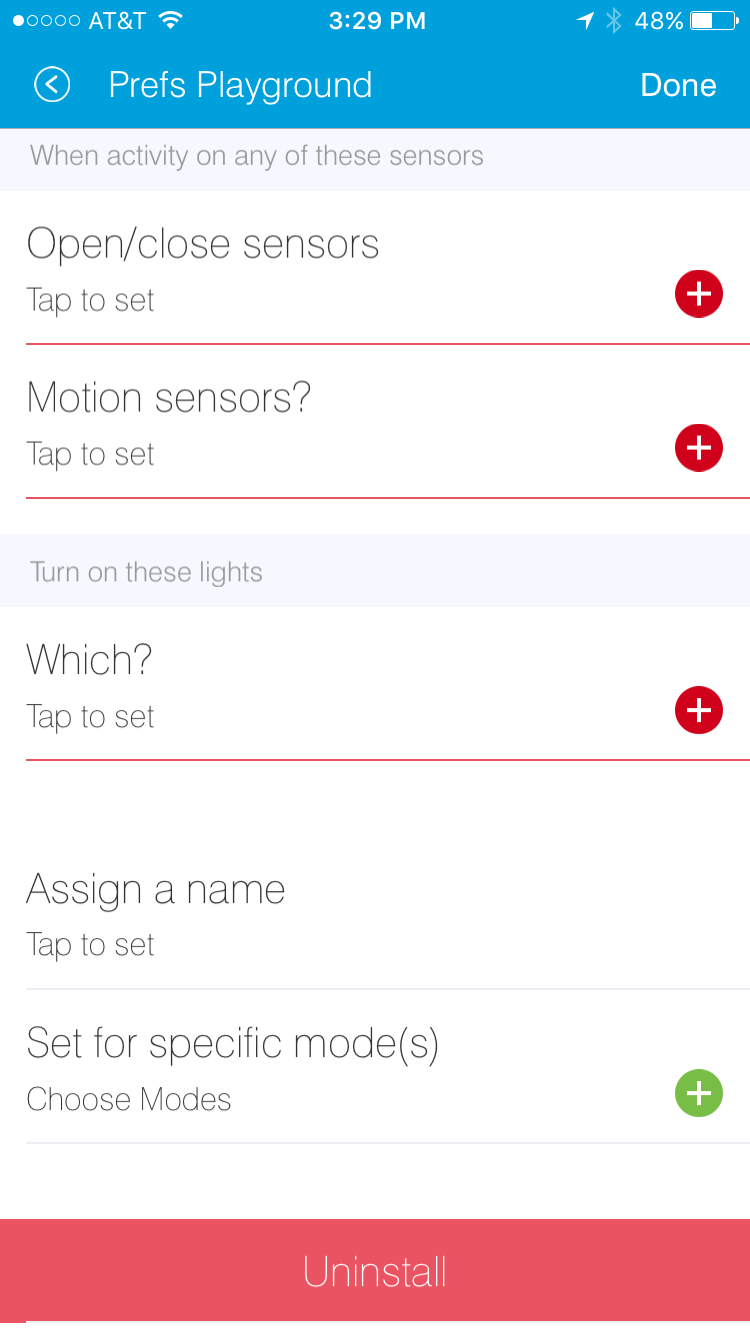 AT&T 3:29 PM 48%
Prefs Playground Done
When activity on any of these sensors
Open/close sensors
Tap to set
Motion sensors?
Tap to set
Turn on these lights
Which?
Tap to set
Assign a name
Tap to set
Set for specific mode(s)
Choose Modes
Uninstall